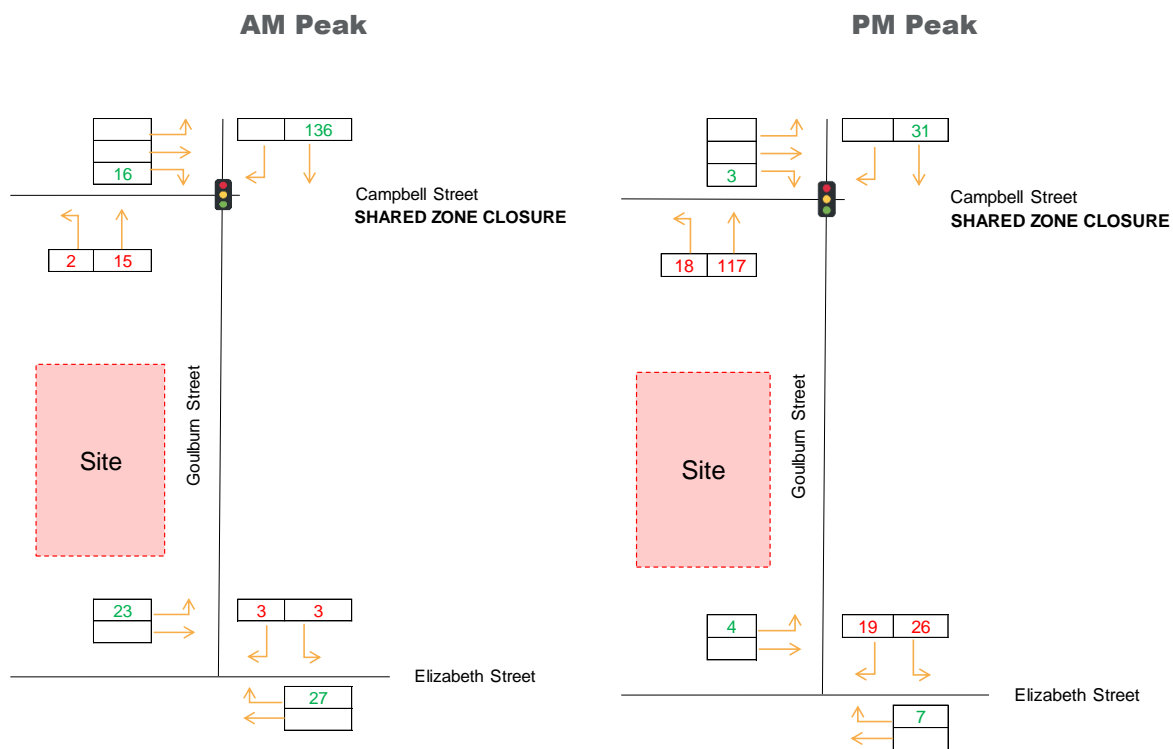 AM Peak
136
16
Campbell Street
SHARED ZONE CLOSURE
2 15
Goulburn Street
Site
23
3 3
Elizabeth Street
27
PM Peak
31
3
Campbell Street
SHARED ZONE CLOSURE
18 117
Goulburn Street
Site
4
19 26
Elizabeth Street
7